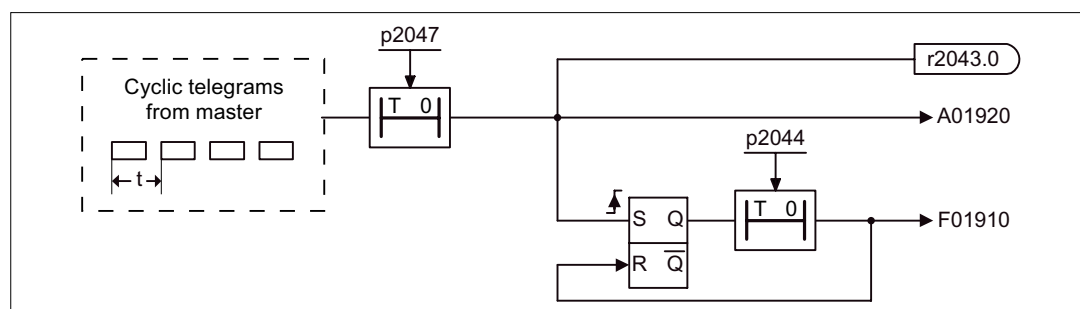 p2047
r2043.0
Cyclic telegrams
from master
T 0
A01920
p2044
t
T 0
S Q
F01910
R Q̅